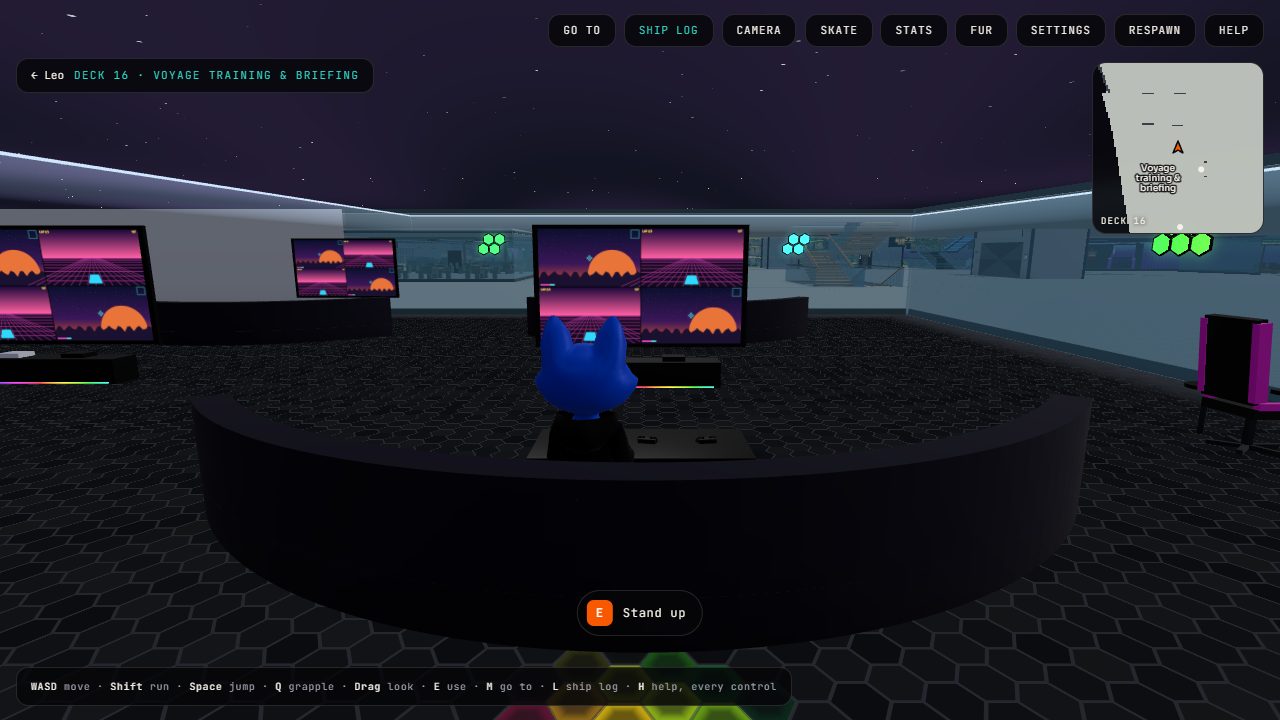 GO TO
SHIP LOG
CAMERA
SKATE
STATS
FUR
SETTINGS
RESPAWN
HELP
← Leo DECK 16 · VOYAGE TRAINING & BRIEFING
Voyage
training &
briefing
DECK 16
E Stand up
WASD move · Shift run · Space jump · Q grapple · Drag look · E use · M go to · L ship log · H help, every control